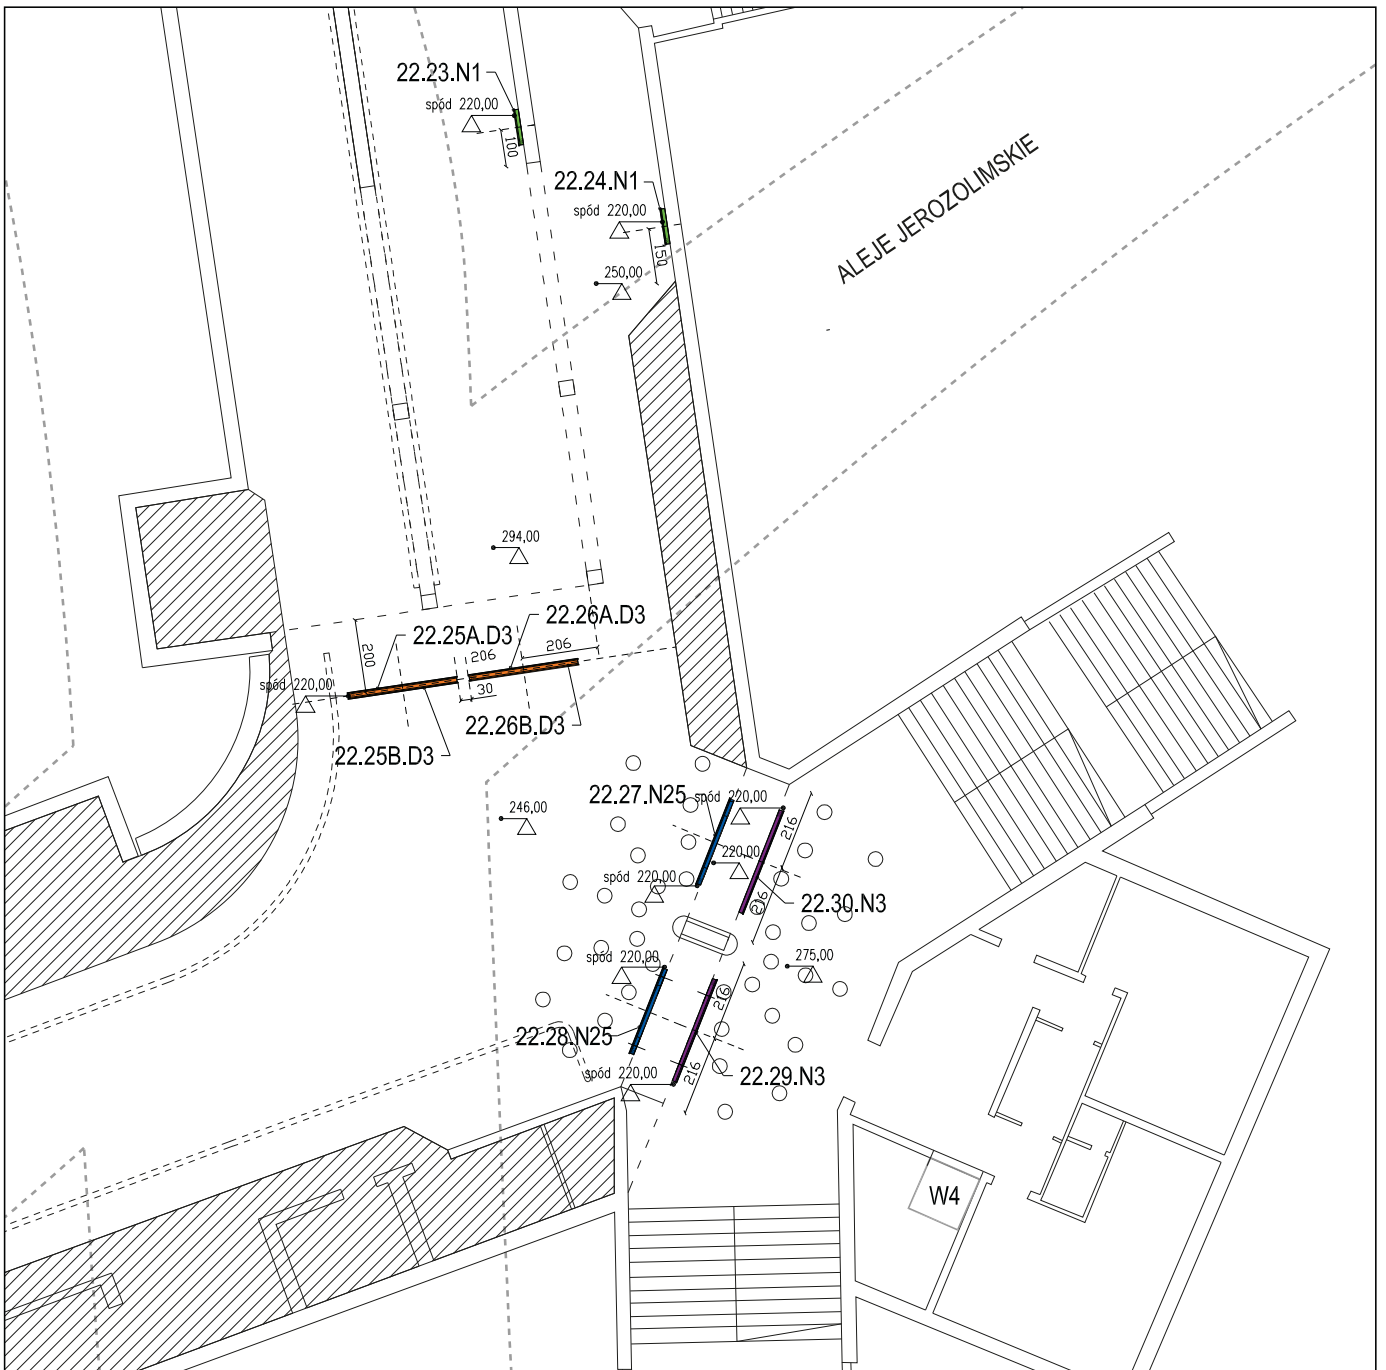 22.23.N1
spód 220,00
100
22.24.N1
spód 220,00
150
250,00
ALEJE JEROZOLIMSKIE
294,00
22.26A.D3
22.25A.D3
200
206
206
spód 220,00
30
22.26B.D3
22.25B.D3
22.27.N25
spód 220,00
246,00
216
220,00
spód 220,00
216
22.30.N3
spód 220,00
275,00
216
22.28.N25
spód 220,00
216
22.29.N3
W4